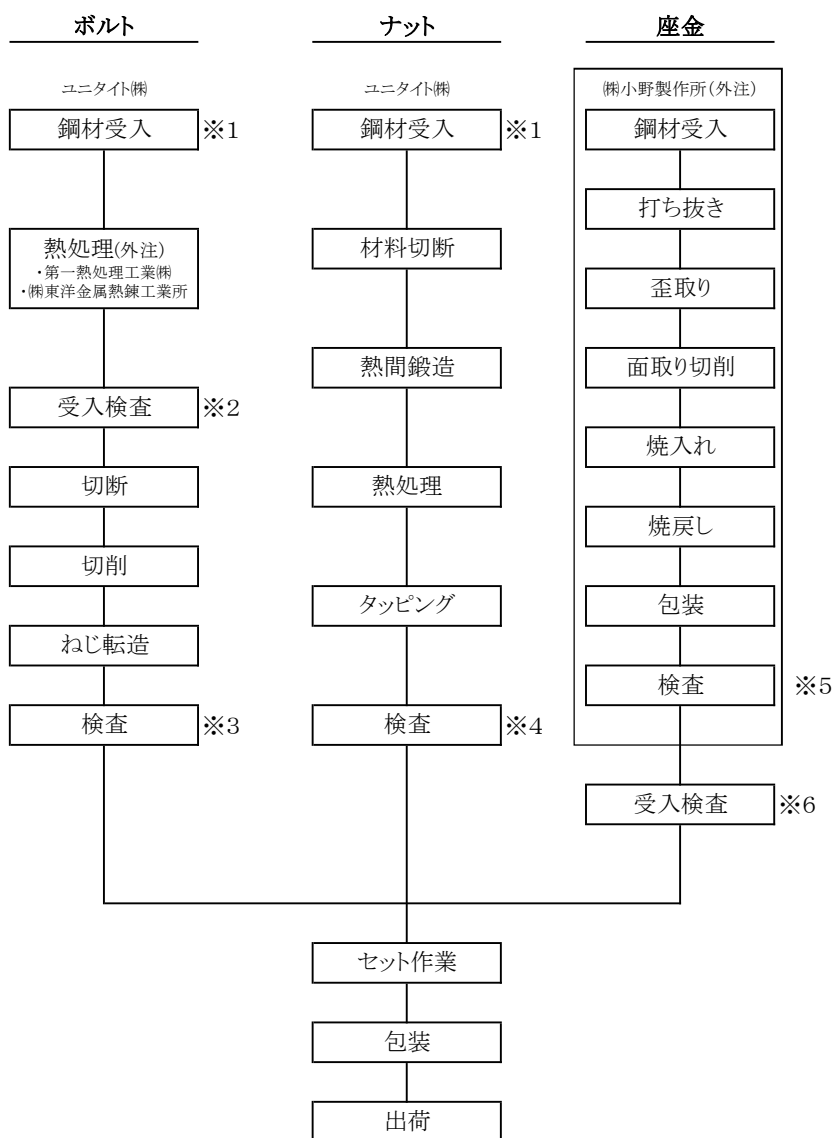 ボルト
ユニタイト㈱
鋼材受入 ※1
熱処理(外注)
・第一熱処理工業㈱
・㈱東洋金属熱錬工業所
受入検査 ※2
切断
切削
ねじ転造
検査 ※3
ナット
ユニタイト㈱
鋼材受入 ※1
材料切断
熱間鍛造
熱処理
タッピング
検査 ※4
座金
㈱小野製作所(外注)
鋼材受入
打ち抜き
歪取り
面取り切削
焼入れ
焼戻し
包装
検査 ※5
受入検査 ※6
セット作業
包装
出荷